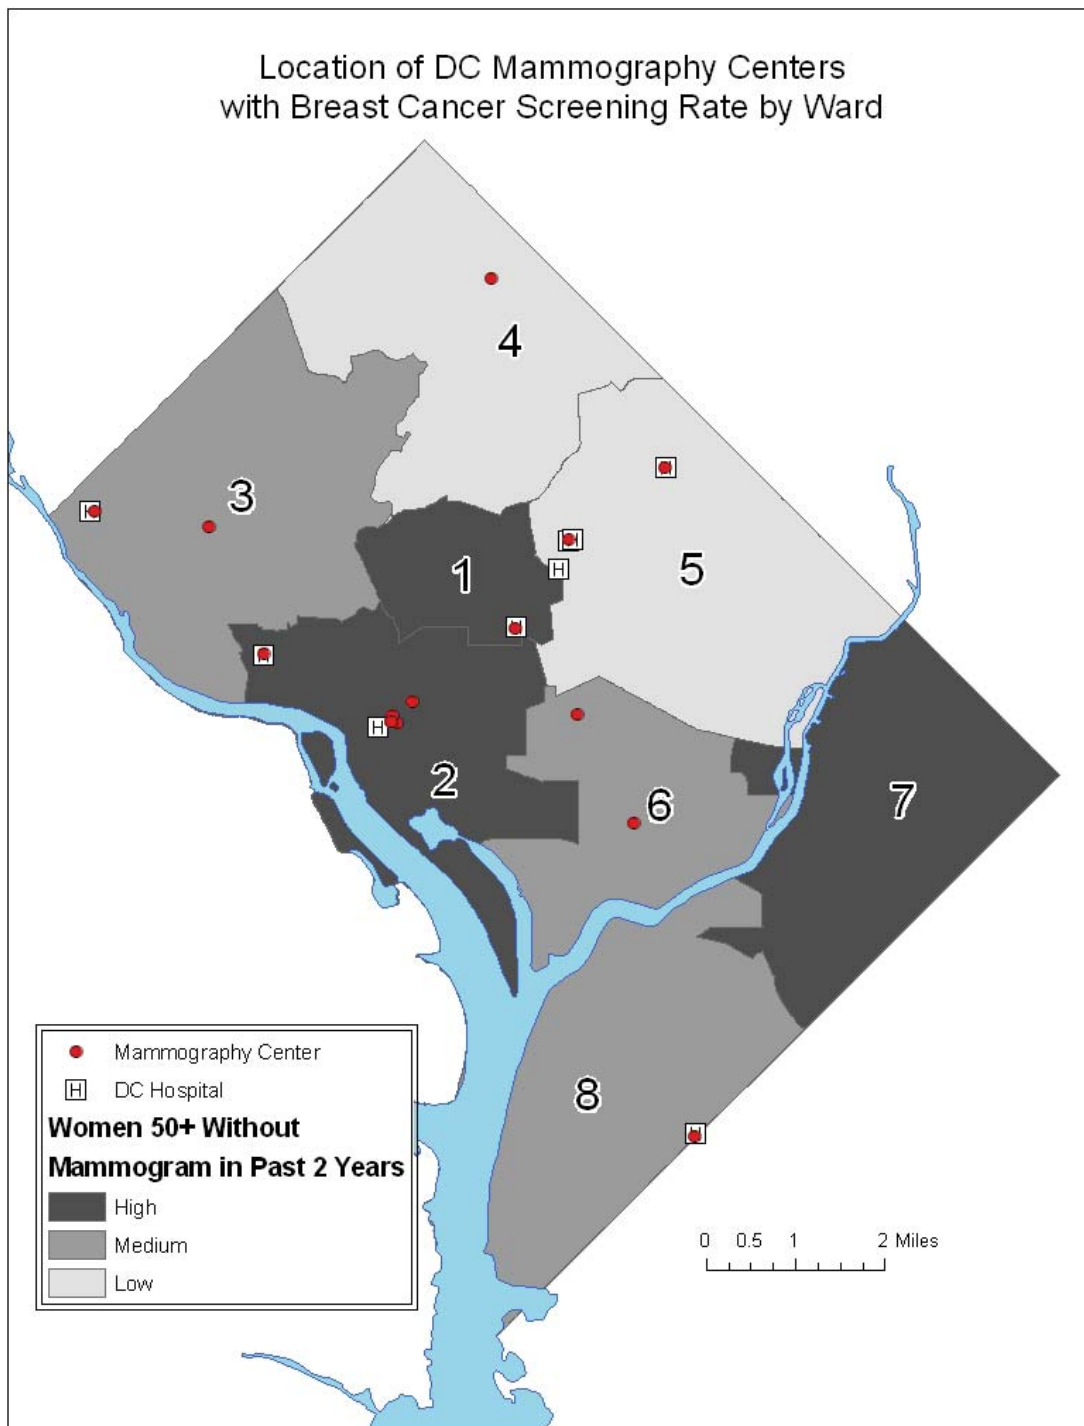 Location of DC Mammography Centers
with Breast Cancer Screening Rate by Ward
4
3
5
1
H
H
2
7
6
8
Mammography Center
H DC Hospital
Women 50+ Without
Mammogram in Past 2 Years
High
Medium
Low
0 0.5 1 2 Miles